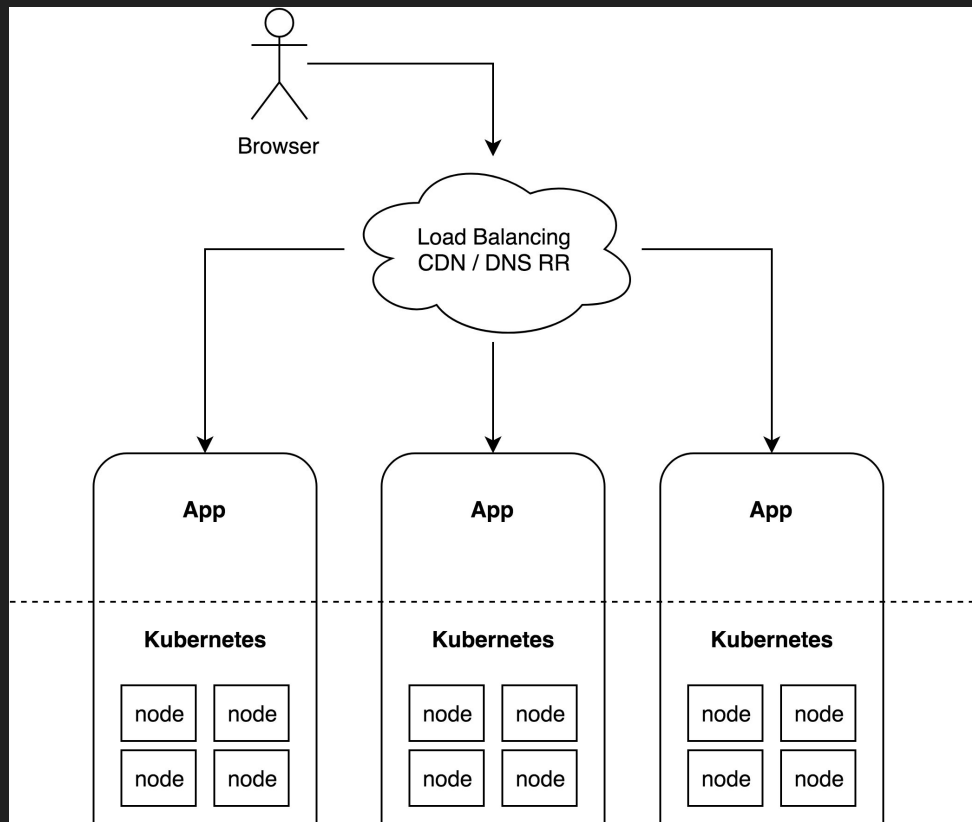 Browser
Load Balancing
CDN / DNS RR
App
App
App
Kubernetes
Kubernetes
Kubernetes
node node
node node
node node
node node
node node
node node